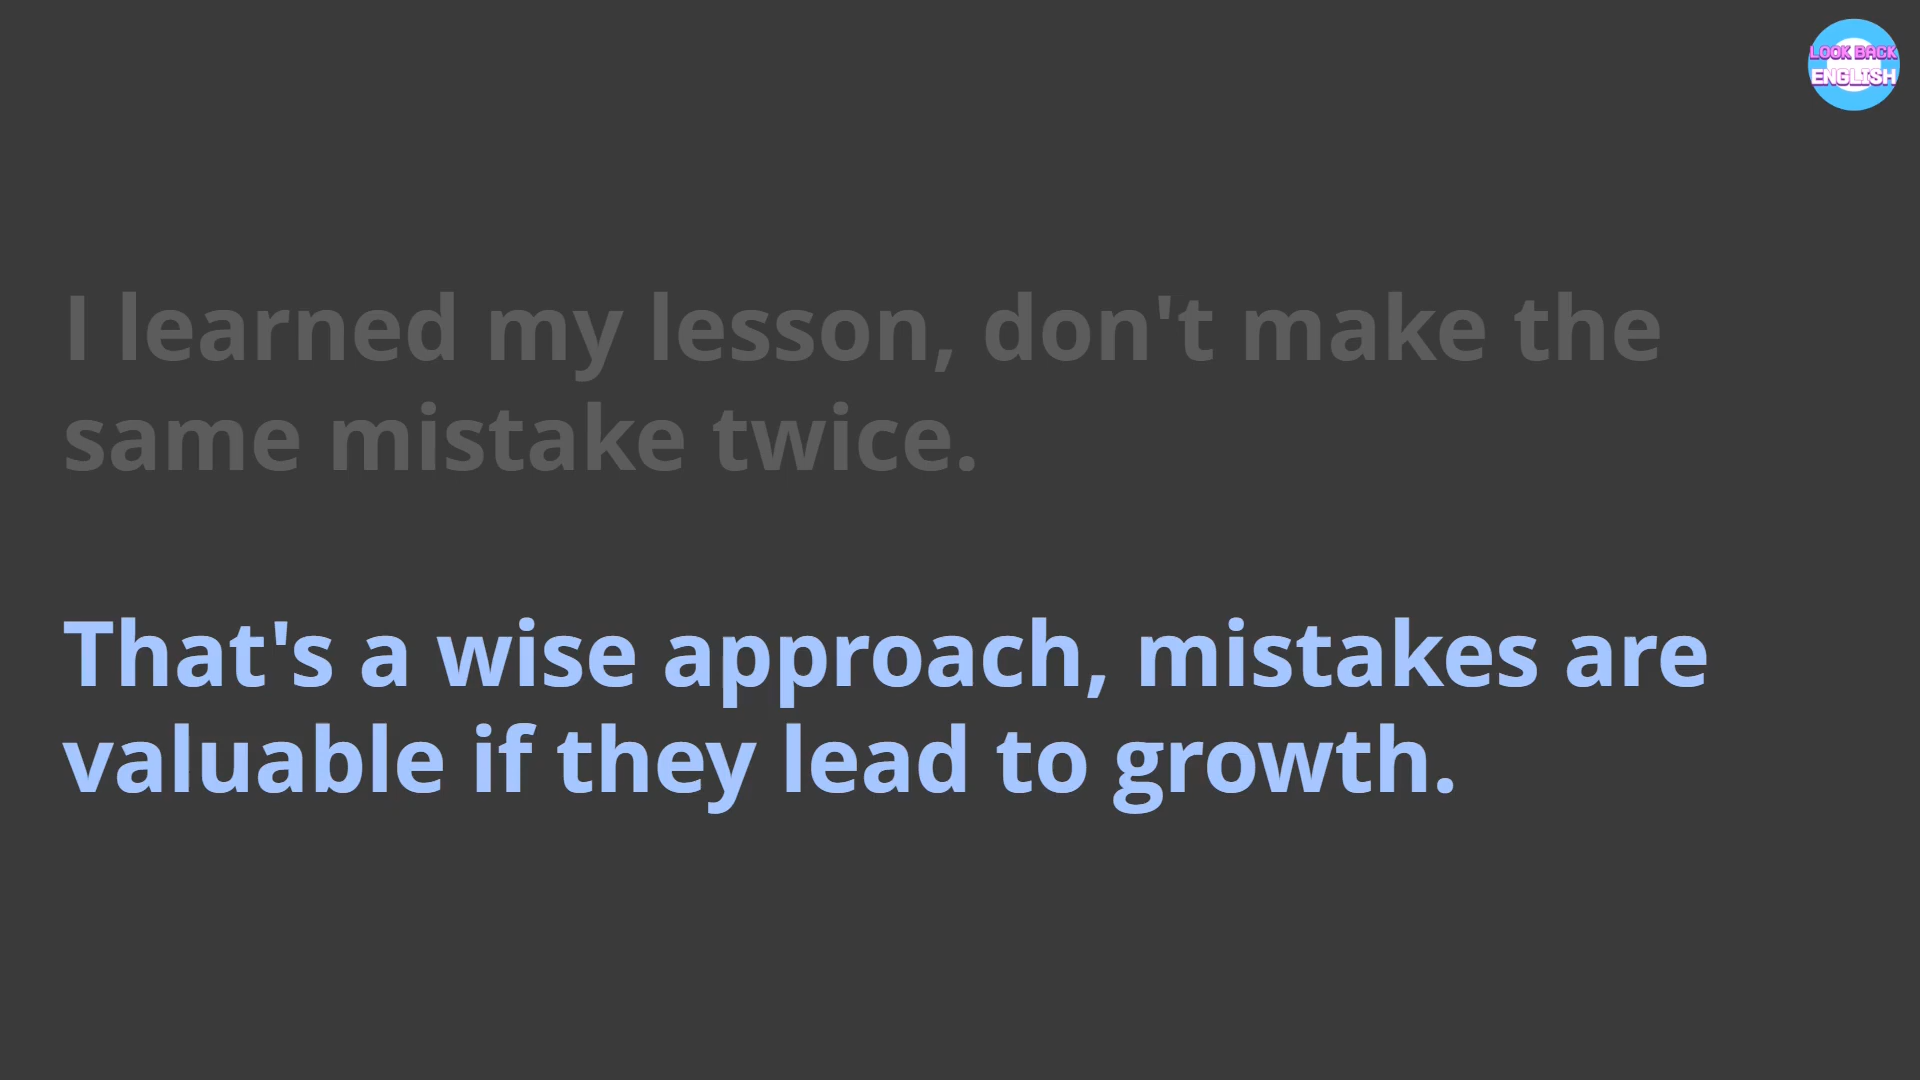 LOOK BACK
ENGLISH
I learned my lesson, don't make the
same mistake twice.
That's a wise approach, mistakes are
valuable if they lead to growth.